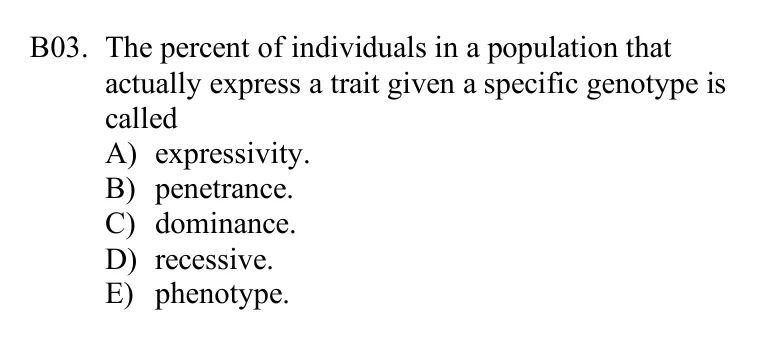 B03. The percent of individuals in a population that
actually express a trait given a specific genotype is
called
A) expressivity.
B) penetrance.
C) dominance.
D) recessive.
E) phenotype.